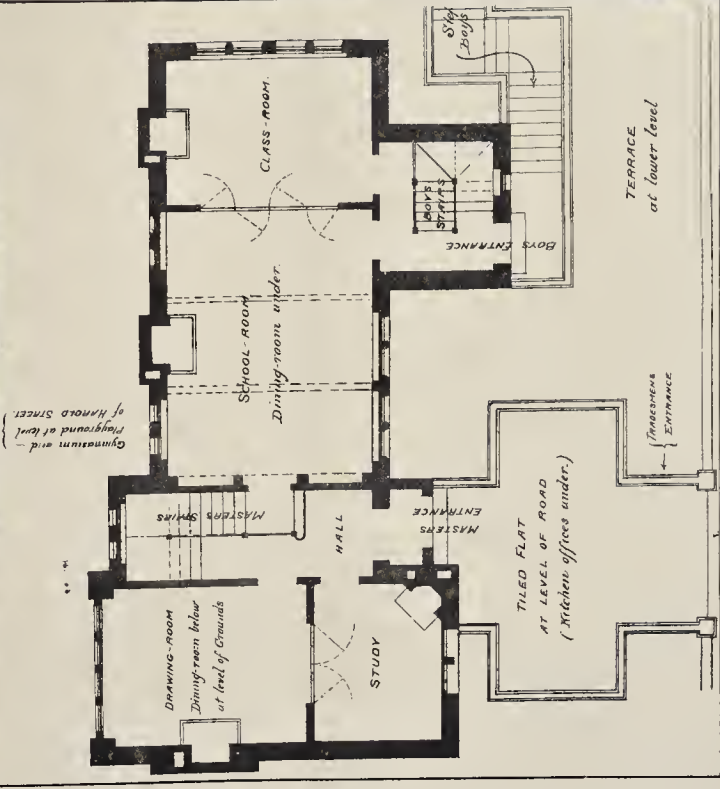 Step
Boys
CLASS-ROOM.
BOYS
STAIRS
BOYS ENTRANCE
TERRACE
at lower level
SCHOOL-ROOM
Dining-room under.
Gymnasium and –
Playground at level
of HAROLD STREET.
TRADESMENS
ENTRANCE
MASTERS STAIRS
HALL
MASTERS
ENTRANCE
TILED FLAT
AT LEVEL OF ROAD
(Kitchen offices under.)
DRAWING-ROOM
Dining-room below
at level of Grounds
STUDY